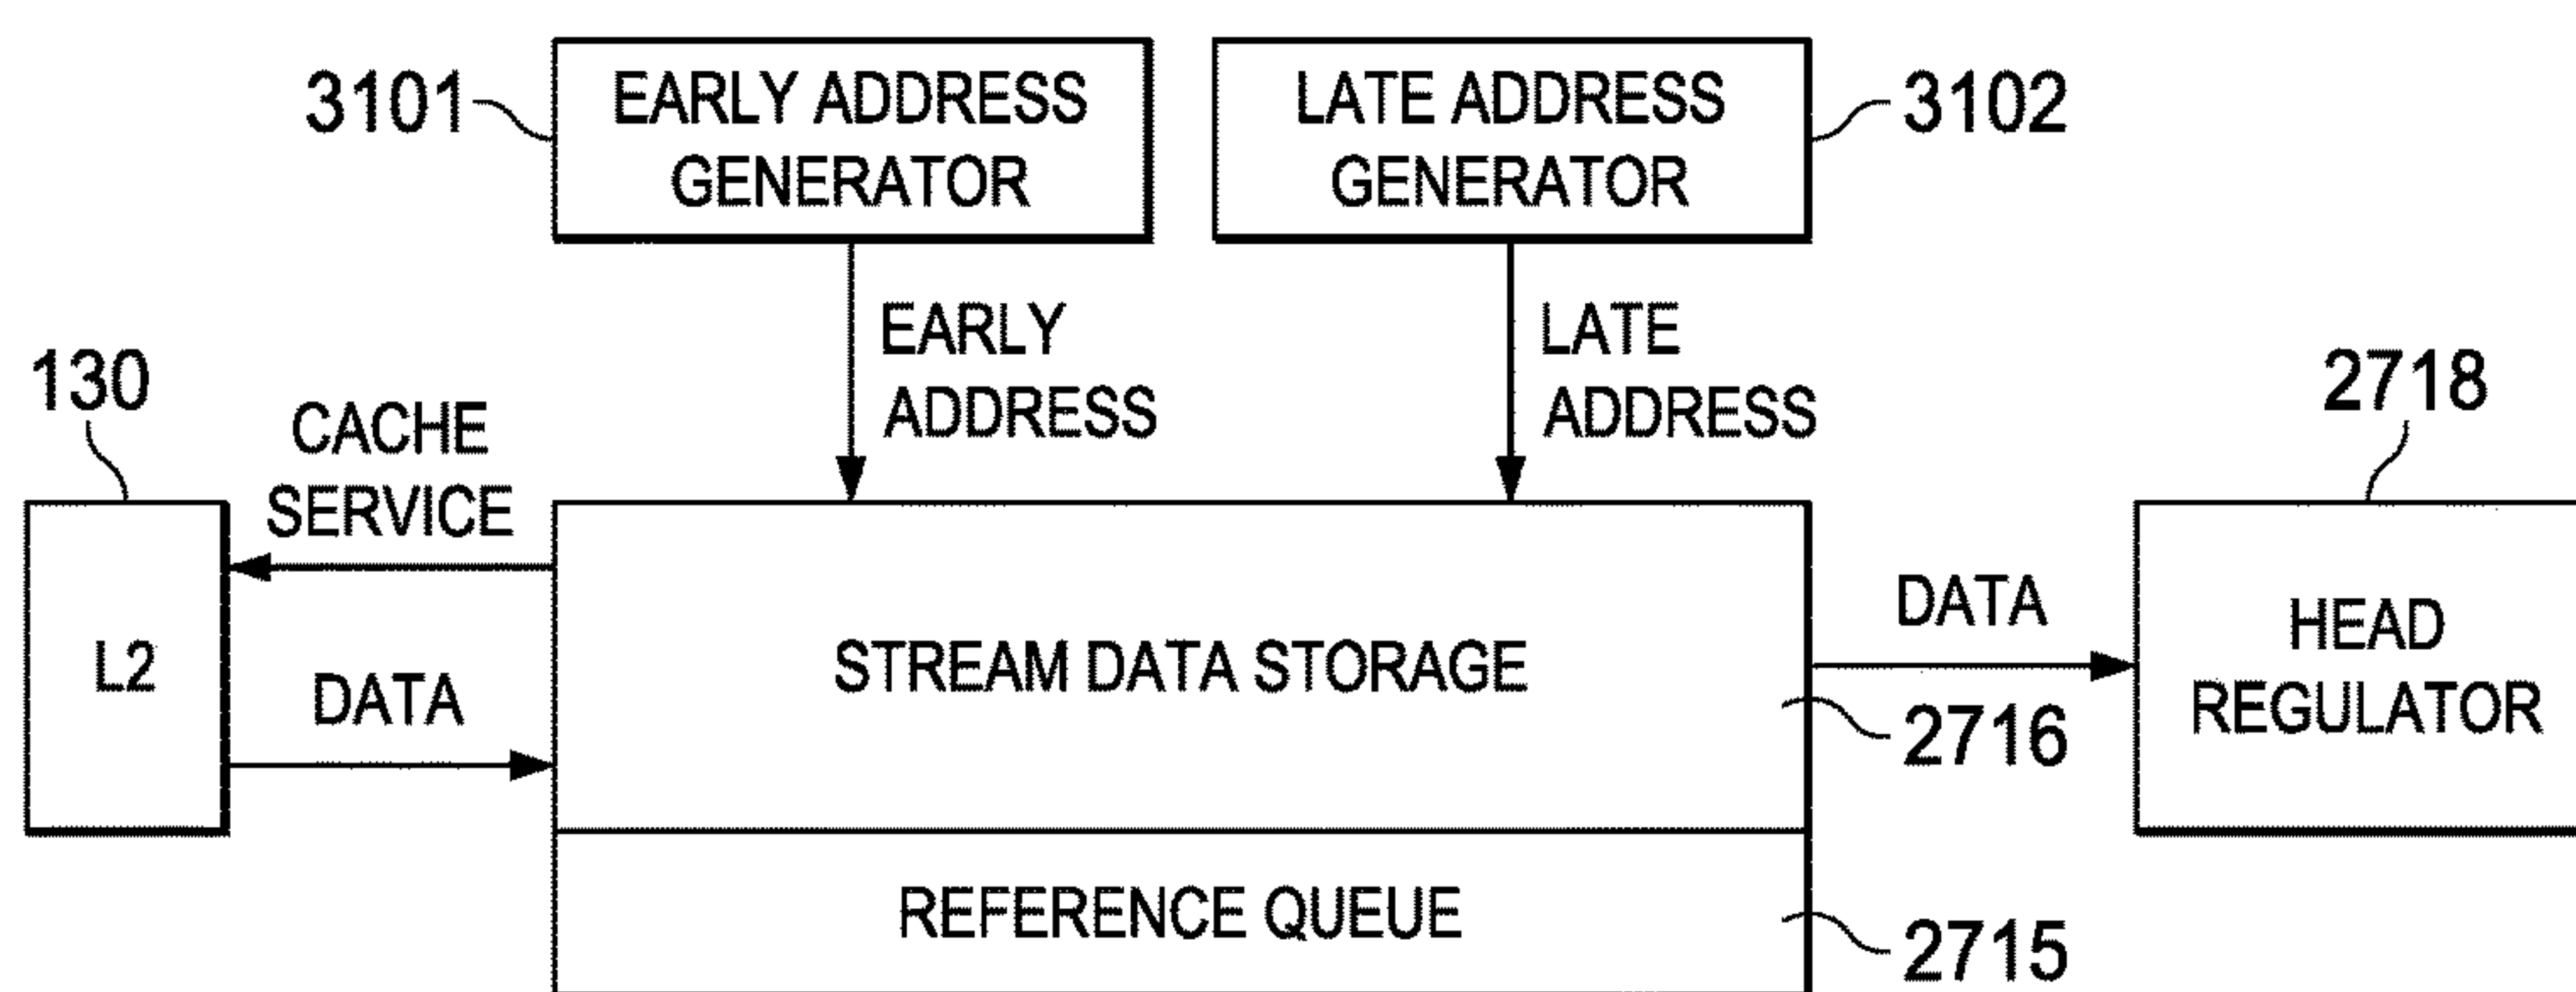 3101
EARLY ADDRESS
GENERATOR
LATE ADDRESS
GENERATOR
3102
EARLY
ADDRESS
LATE
ADDRESS
130
CACHE
SERVICE
2718
L2
DATA
STREAM DATA STORAGE
DATA
HEAD
REGULATOR
2716
REFERENCE QUEUE
2715